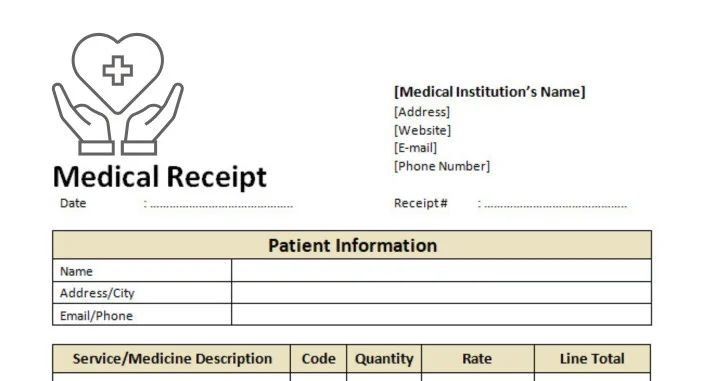 [Medical Institution's Name]
[Address]
[Website]
[E-mail]
[Phone Number]
Medical Receipt
Date : ................................................ Receipt# : ................................................
Patient Information
Name
Address/City
Email/Phone
Service/Medicine Description Code Quantity Rate Line Total